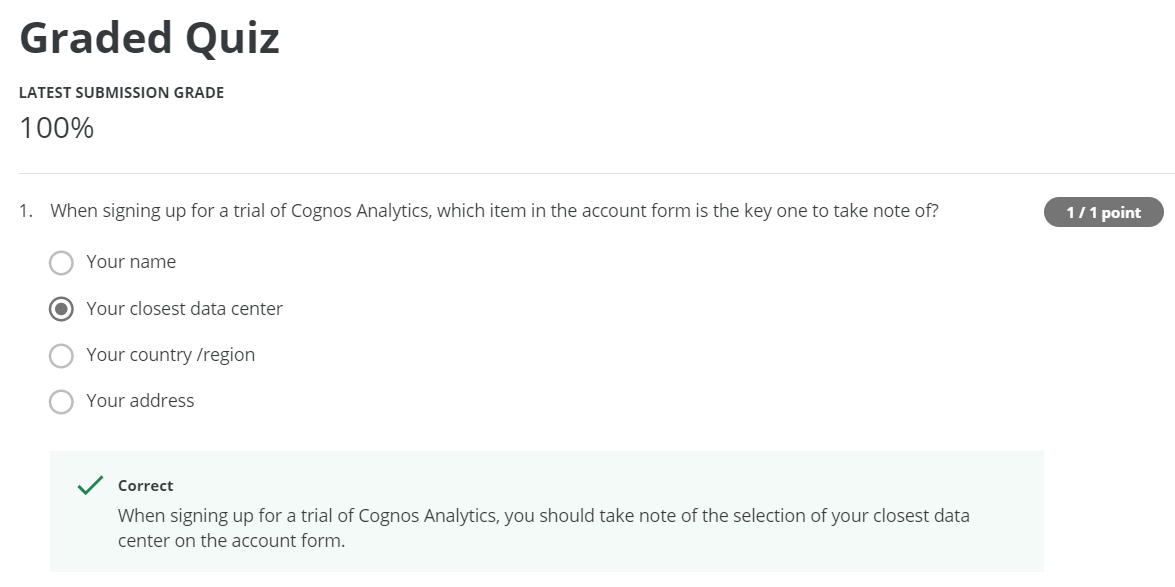 Graded Quiz
LATEST SUBMISSION GRADE
100%
1. When signing up for a trial of Cognos Analytics, which item in the account form is the key one to take note of?
1 / 1 point
Your name
Your closest data center
Your country /region
Your address
Correct
When signing up for a trial of Cognos Analytics, you should take note of the selection of your closest data
center on the account form.